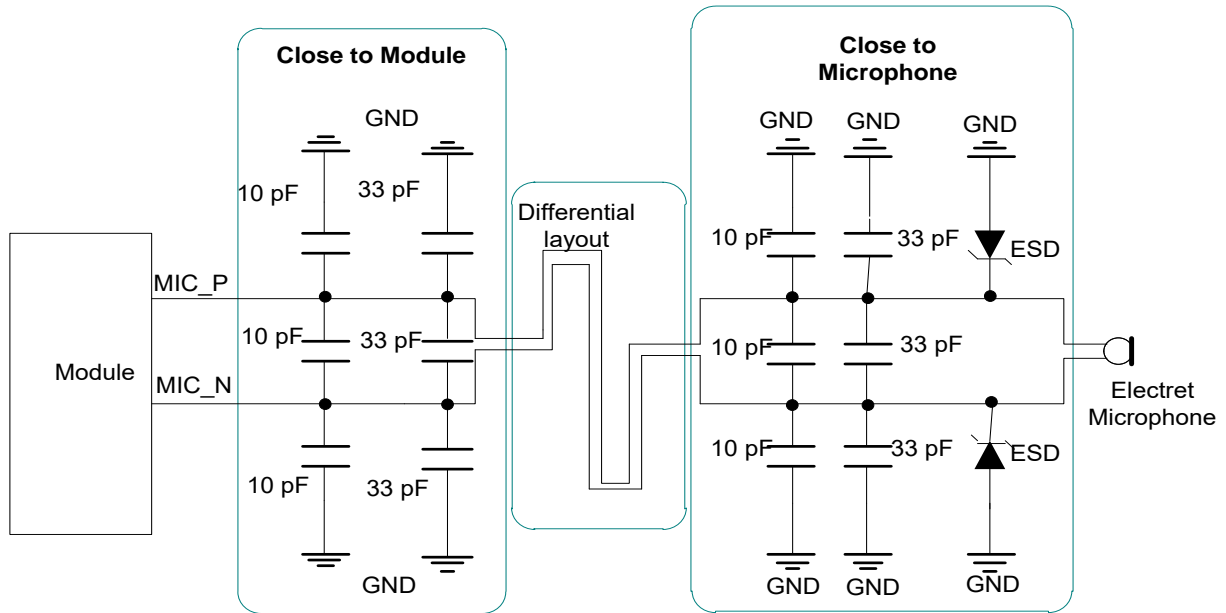 Close to Module
Close to
Microphone
GND
GND
GND
GND
10 pF
33 pF
Differential
layout
10 pF
33 pF
ESD
MIC_P
10 pF
33 pF
10 pF
33 pF
Module
MIC_N
Electret
Microphone
10 pF
33 pF
10 pF
33 pF
ESD
GND
GND
GND
GND